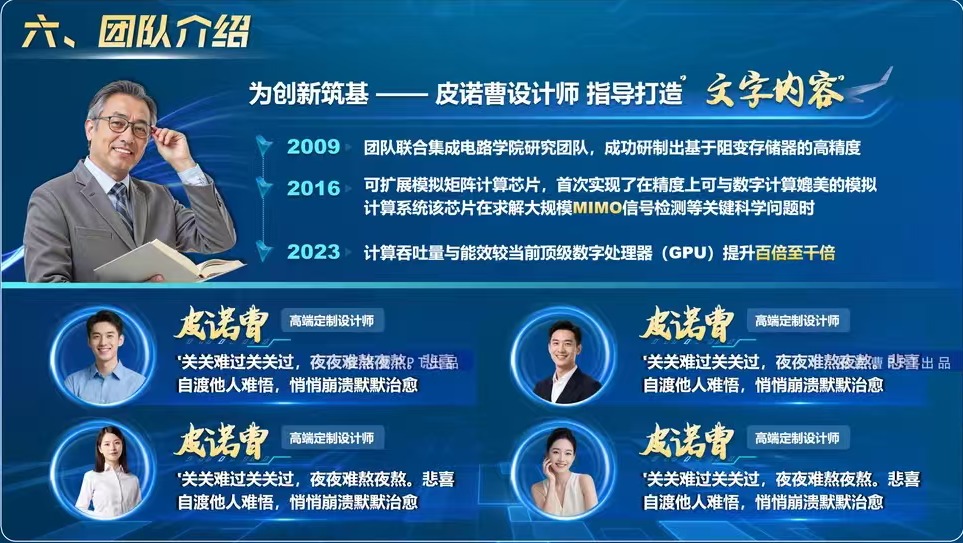 六、团队介绍
为创新筑基 —— 皮诺曹设计师 指导打造“文字内容”
2009 团队联合集成电路学院研究团队，成功研制出基于阻变存储器的高精度
2016 可扩展模拟矩阵计算芯片，首次实现了在精度上可与数字计算媲美的模拟
计算系统该芯片在求解大规模MIMO信号检测等关键科学问题时
2023 计算吞吐量与能效较当前顶级数字处理器（GPU）提升百倍至千倍
皮诺曹 高端定制设计师
'关关难过关关过，夜夜难熬夜熬。悲喜
自渡他人难悟，悄悄崩溃默默治愈
皮诺曹 高端定制设计师
'关关难过关关过，夜夜难熬夜熬。悲喜
自渡他人难悟，悄悄崩溃默默治愈
皮诺曹 高端定制设计师
'关关难过关关过，夜夜难熬夜熬。悲喜
自渡他人难悟，悄悄崩溃默默治愈
皮诺曹 高端定制设计师
'关关难过关关过，夜夜难熬夜熬。悲喜
自渡他人难悟，悄悄崩溃默默治愈